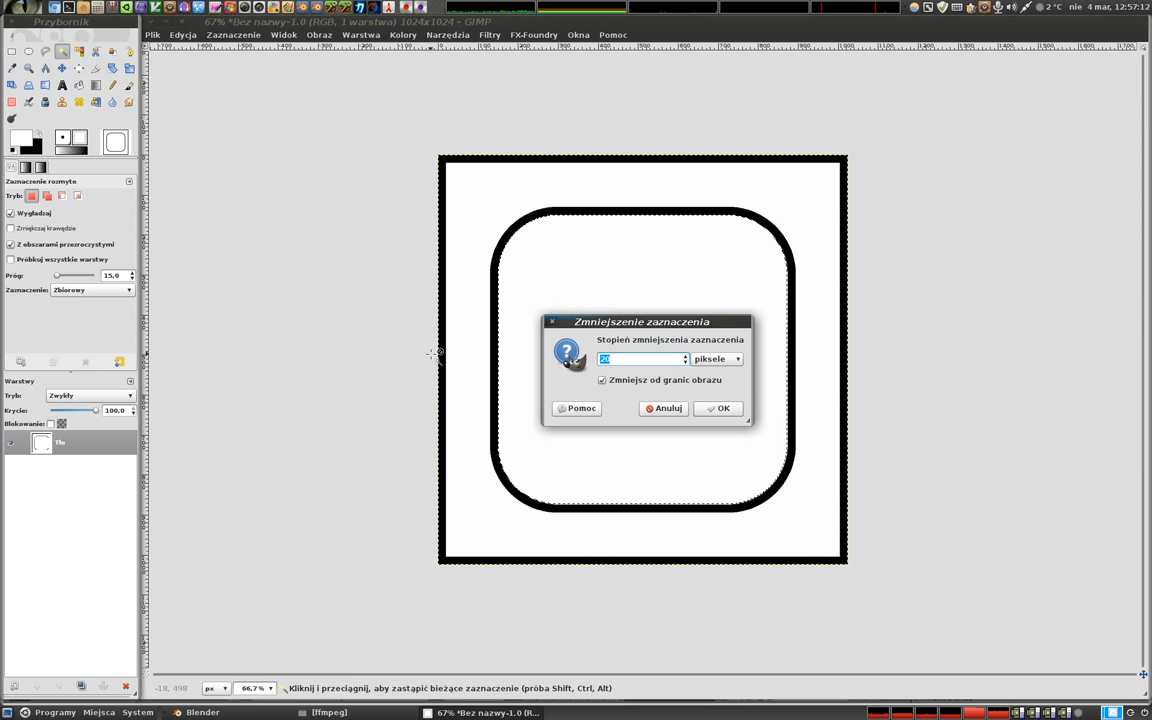 2 °C nie 4 mar, 14:57:12
Przybornik
67% *Bez nazwy-1.0 (RGB, 1 warstwa) 1024x1024 – GIMP
Plik Edycja Zaznaczenie Widok Obraz Warstwa Kolory Narzędzia Filtry FX-Foundry Okna Pomoc
Zaznaczenie rozmyte
Tryb:
Wygładzaj
Zmiękczaj krawędzie
Z obszarami przezroczystymi
Próbkuj wszystkie warstwy
Próg: 15,0
Zaznaczenie: Zbiorowy
Warstwy
Tryb: Zwykły
Krycie: 100,0
Blokowanie:
Tło
Zmniejszenie zaznaczenia
Stopień zmniejszenia zaznaczenia
20 piksele
Zmniejsz od granic obrazu
Pomoc Anuluj OK
-18, 498 px 66,7% Kliknij i przeciągnij, aby zastąpić bieżące zaznaczenie (próba Shift, Ctrl, Alt)
Programy Miejsca System Blender [ffmpeg] 67% *Bez nazwy-1.0 (R...